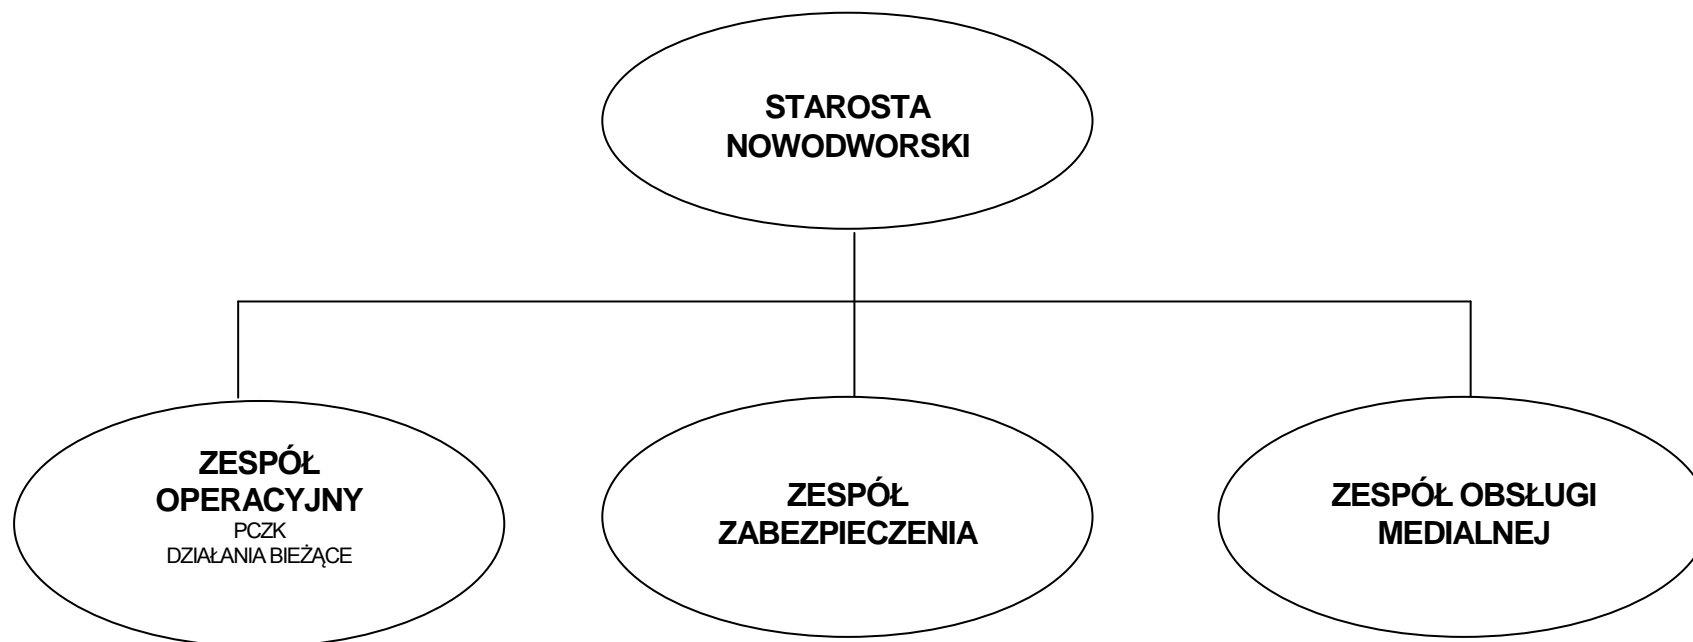 STAROSTA
NOWODWORSKI
ZESPÓŁ
OPERACYJNY
PCZK
DZIAŁANIA BIEŻĄCE
ZESPÓŁ
ZABEZPIECZENIA
ZESPÓŁ OBSŁUGI
MEDIALNEJ